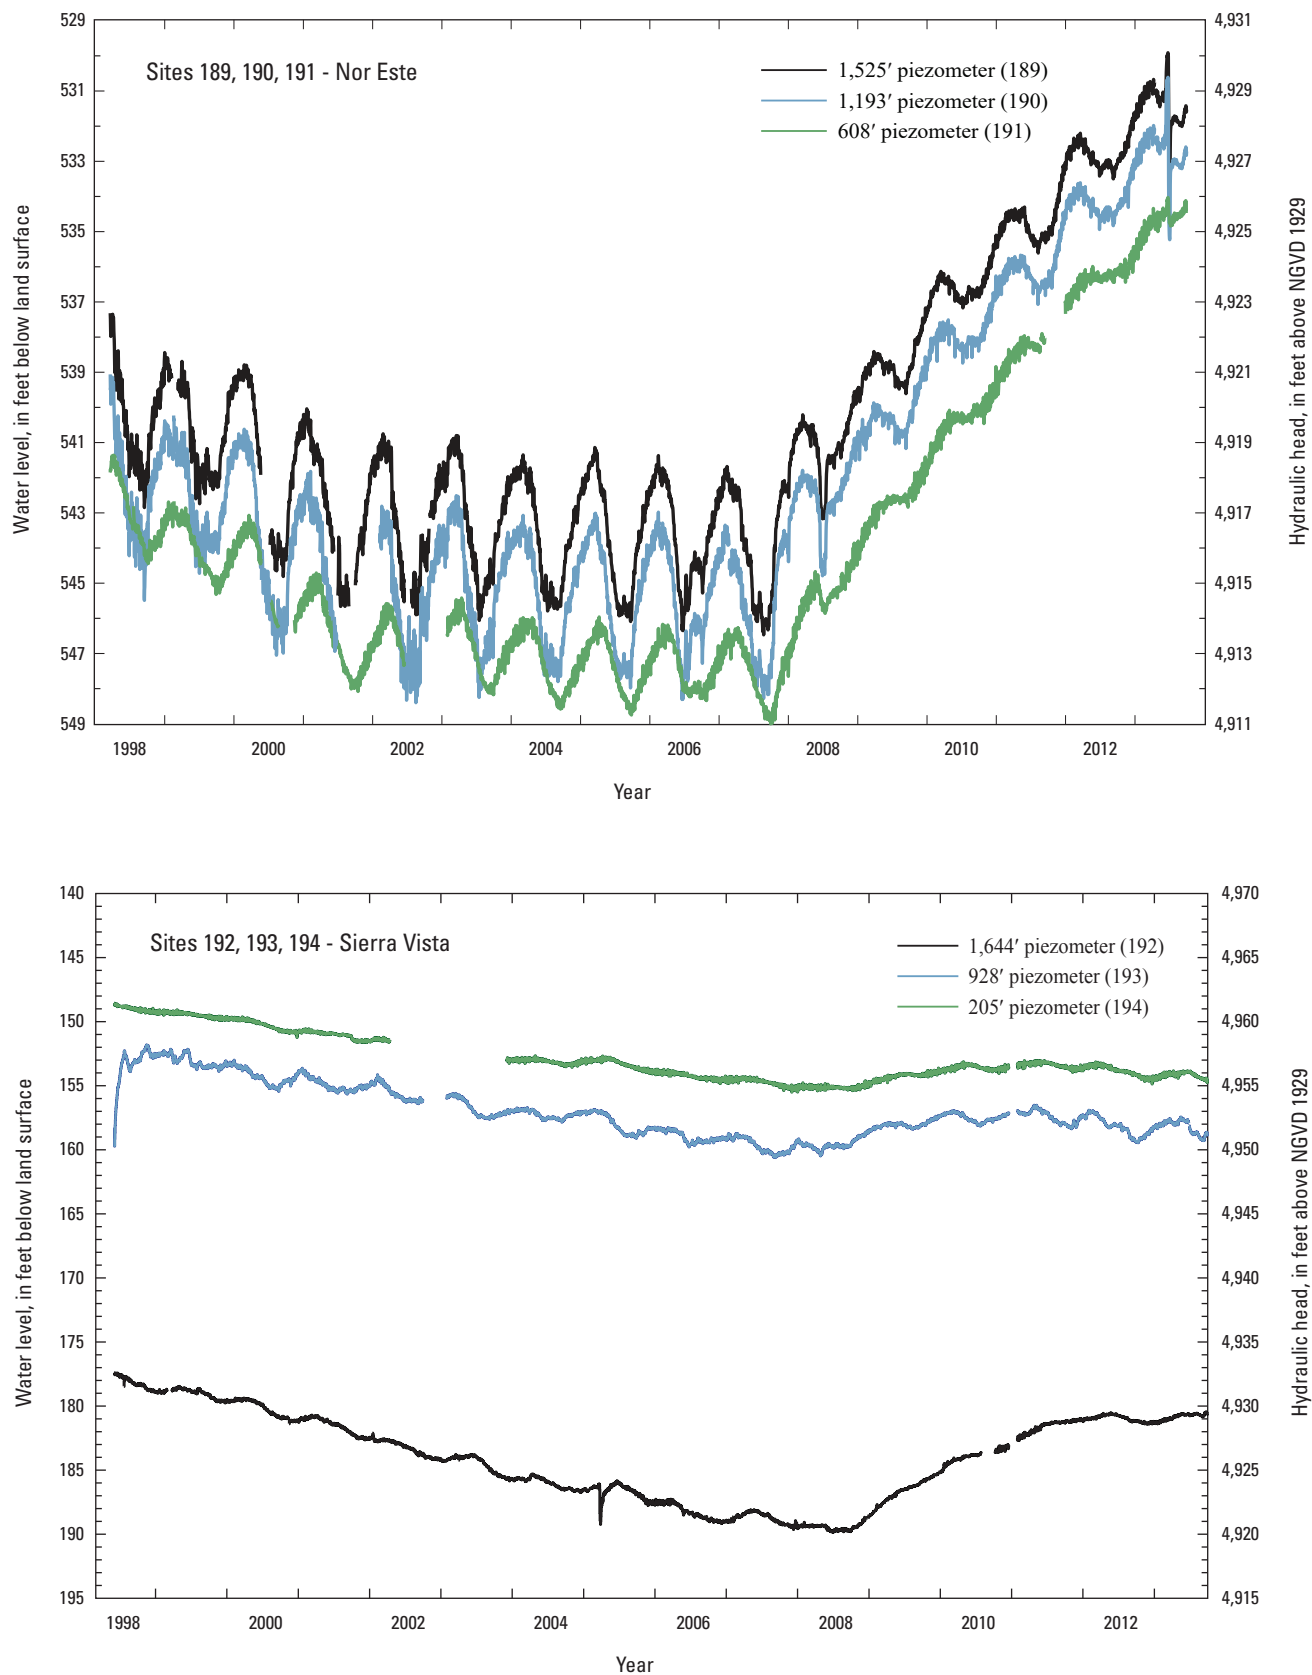 Sites 189, 190, 191 - Nor Este
1,525′ piezometer (189)
1,193′ piezometer (190)
608′ piezometer (191)
Water level, in feet below land surface
529
531
533
535
537
539
541
543
545
547
549
4,931
4,929
4,927
4,925
4,923
4,921
4,919
4,917
4,915
4,913
4,911
Hydraulic head, in feet above NGVD 1929
1998 2000 2002 2004 2006 2008 2010 2012
Year
Sites 192, 193, 194 - Sierra Vista
1,644′ piezometer (192)
928′ piezometer (193)
205′ piezometer (194)
Water level, in feet below land surface
140
145
150
155
160
165
170
175
180
185
190
195
4,970
4,965
4,960
4,955
4,950
4,945
4,940
4,935
4,930
4,925
4,920
4,915
Hydraulic head, in feet above NGVD 1929
1998 2000 2002 2004 2006 2008 2010 2012
Year